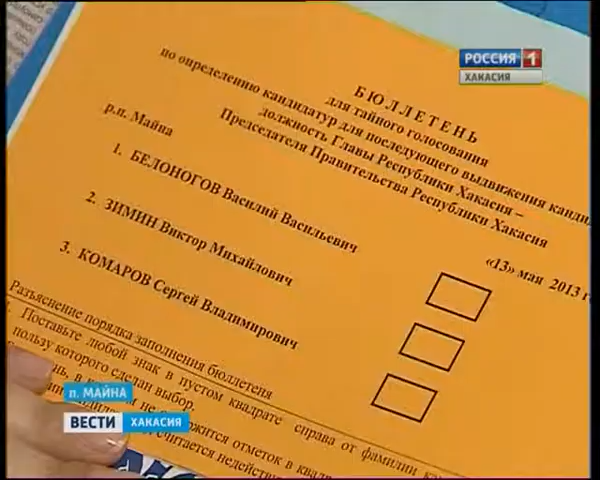 РОССИЯ 1
ХАКАСИЯ
БЮЛЛЕТЕНЬ
для тайного голосования
по определению кандидатур для последующего выдвижения
должность Главы Республики Хакасия –
Председателя Правительства Республики Хакасия
р.п. Майна
«13» мая 2013
1. БЕЛОНОГОВ Василий Васильевич
2. ЗИМИН Виктор Михайлович
3. КОМАРОВ Сергей Владимирович
Разъяснение порядка заполнения бюллетеня
Поставьте любой знак в пустом квадрате справа от фамилии
пользу которого сделан выбор.
отметок в
считается
п. МАЙНА
ВЕСТИ ХАКАСИЯ